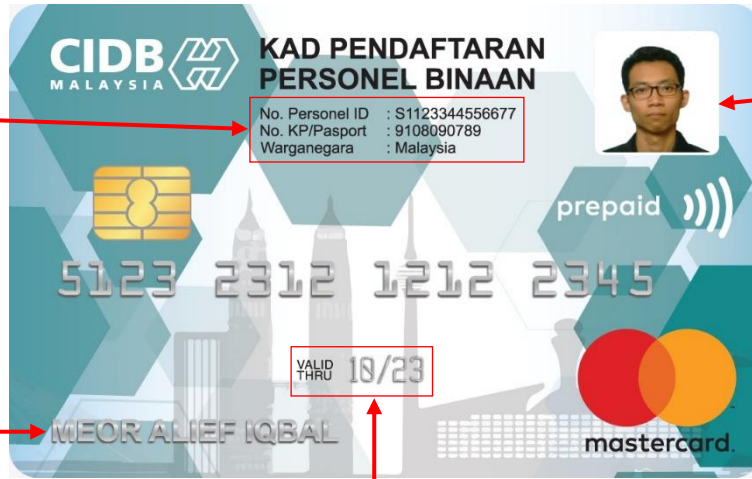 CIDB
MALAYSIA
KAD PENDAFTARAN
PERSONEL BINAAN
No. Personel ID : S1123344556677
No. KP/Pasport : 9108090789
Warganegara : Malaysia
prepaid
5123 2312 1212 2345
VALID THRU 10/23
MEOR ALIEF IQBAL
mastercard.